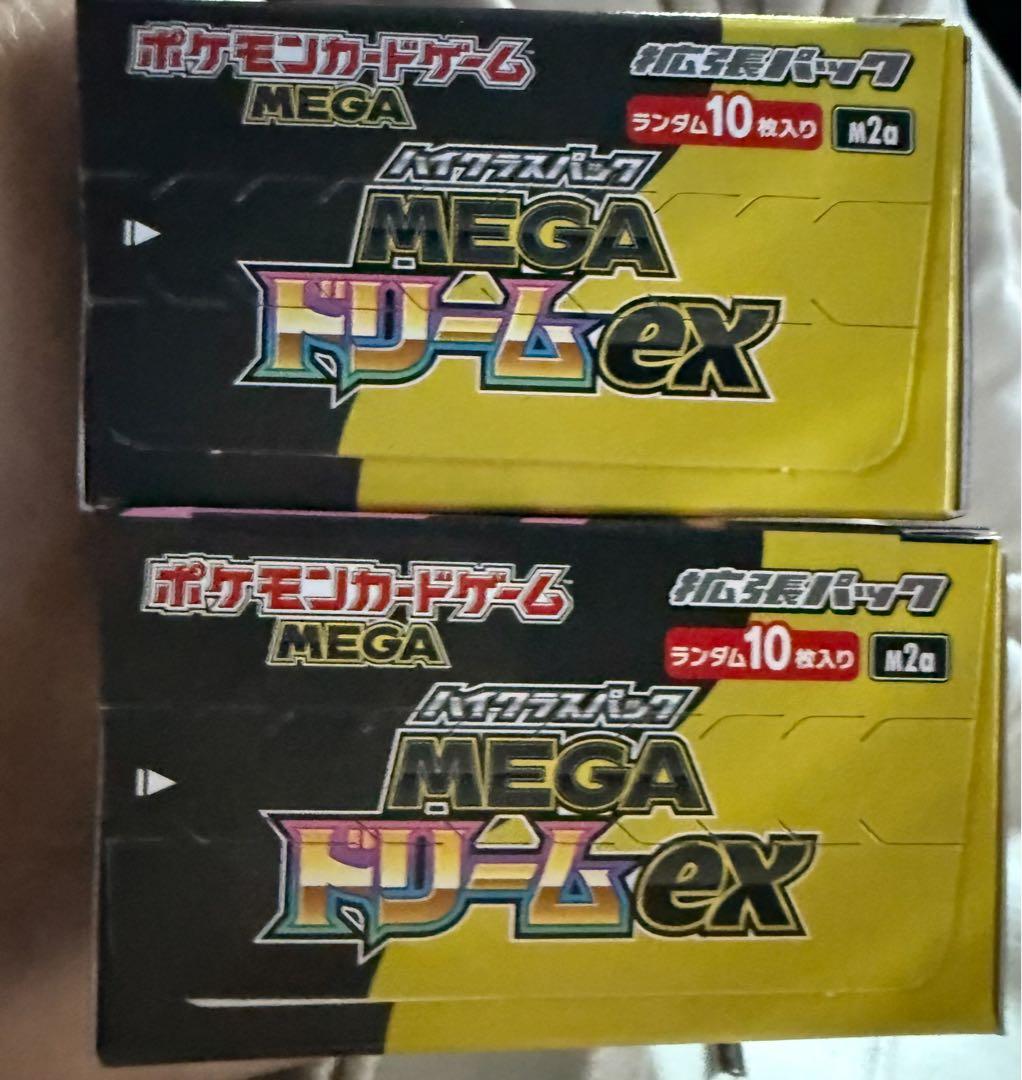 ポケモンカードゲーム
MEGA
拡張パック
ランダム10枚入り M2a
ハイクラスパック
MEGA
ドリームex
ポケモンカードゲーム
MEGA
拡張パック
ランダム10枚入り M2a
ハイクラスパック
MEGA
ドリームex